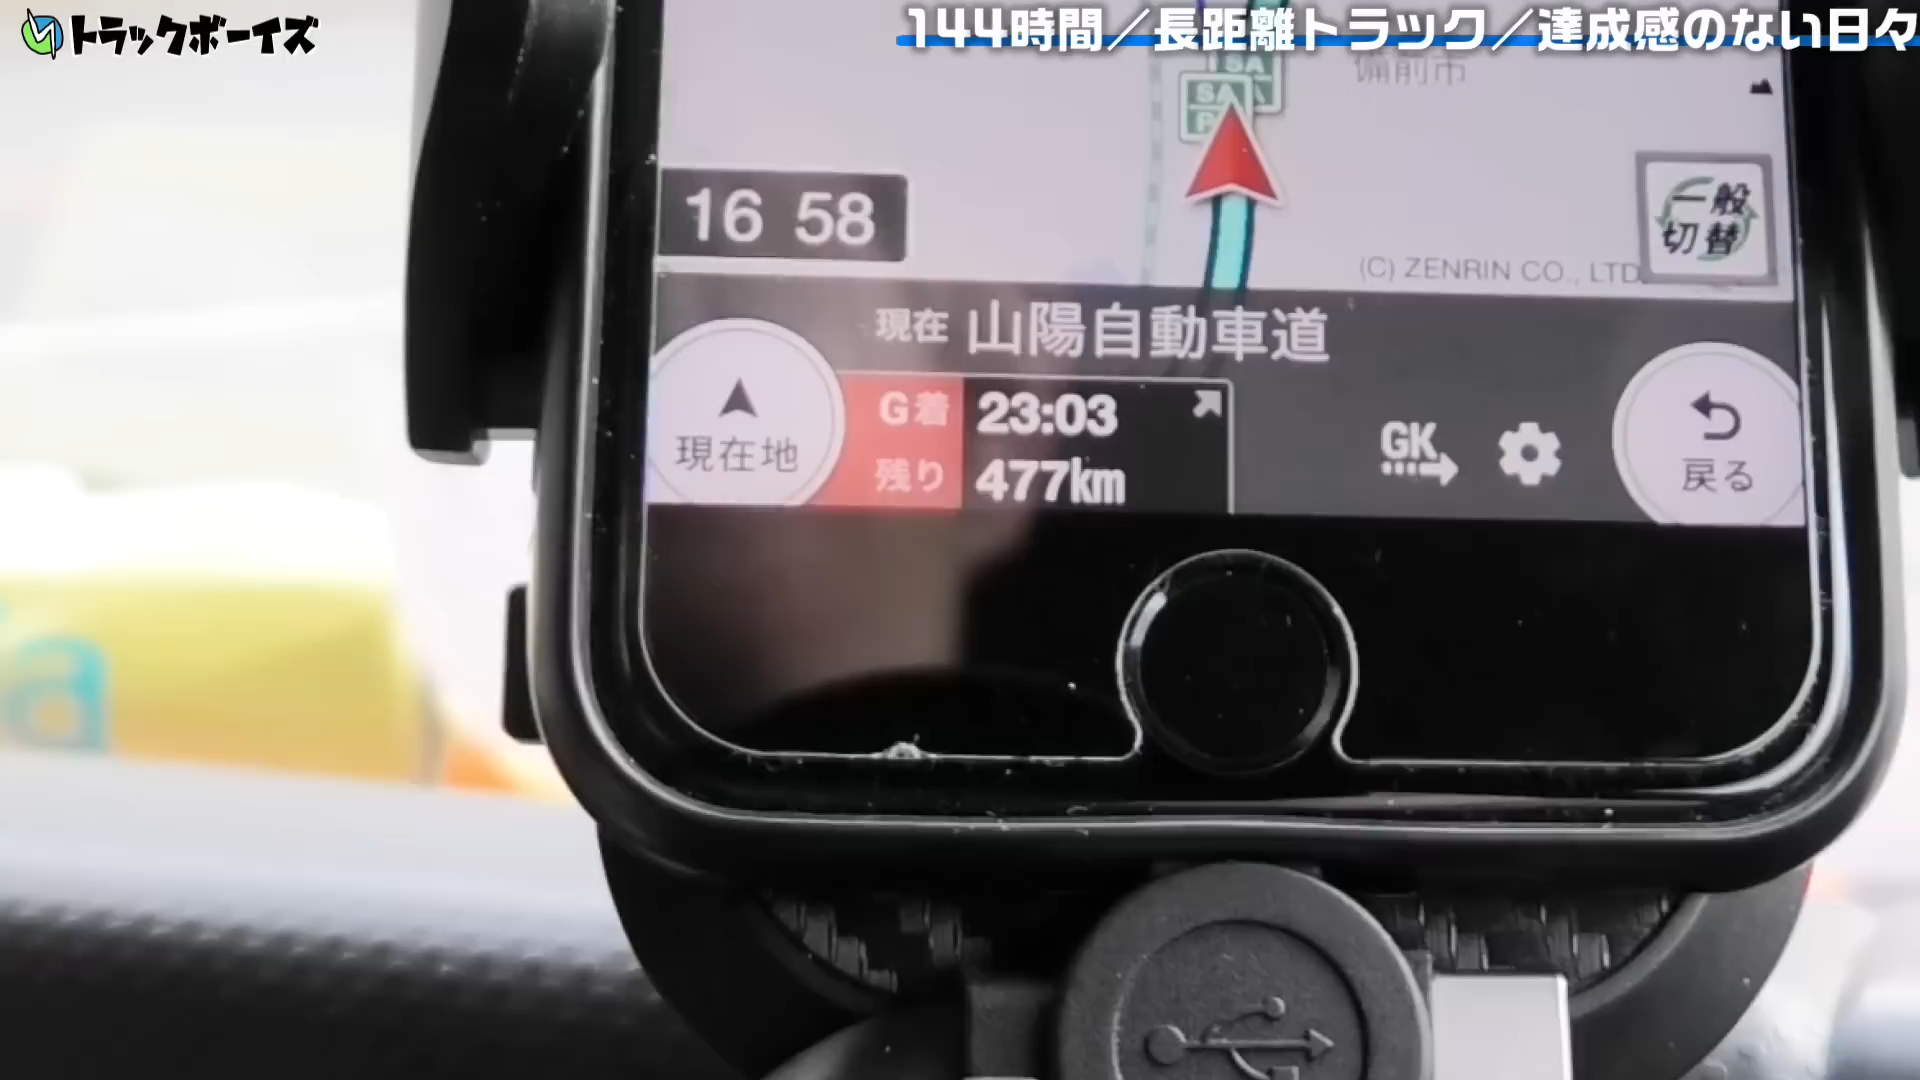 トラックボーイズ
144時間／長距離トラック／達成感のない日々
SA
備前市
SA
P
16 58
一般
切替
(C) ZENRIN CO., LTD.
現在 山陽自動車道
現在地
G着 23:03
残り 477km
GK
戻る
a